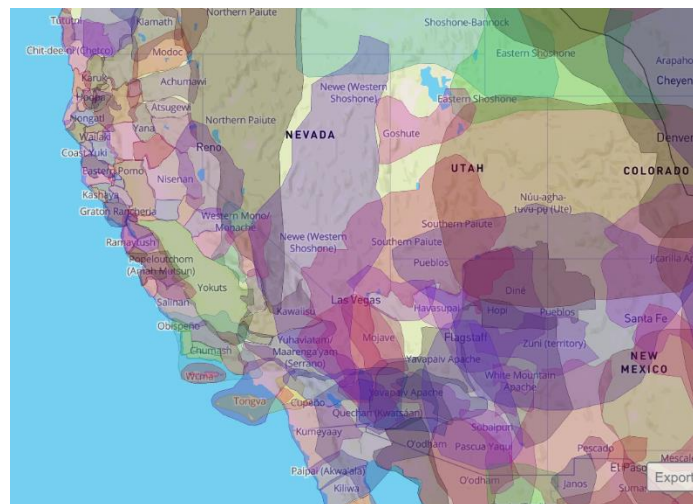 Northern Paiute
Tututni
Klamath
Shoshone-Bannock
Modoc
Eastern Shoshone
Arapaho
Cheyen
Karuk
Achumawi
Newe (Western
Shoshone)
Eastern Shoshone
Nongatl
Atsugewi
Northern Paiute
Yana
NEVADA
Goshute
Denver
Wailaki
Reno
Coast Yuki
UTAH
COLORADO
Eastern Pomo
Nisenan
Kashaya
Núu-agha-
tuvu-pu (Ute)
Graton Rancheria
Western Mono/
Monache
Southern Paiute
Ramaytush
Newe (Western
Shoshone)
Southern Paiute
Popeloutchom
(Amah Mutsun)
Pueblos
Jicarilla Ap
Yokuts
Diné
Salinan
Las Vegas
Havasupai
Hopi
Pueblos
Obispeño
Kawaiisu
Santa Fe
Chumash
Yuhaviatam/
Maarenga'yam
(Serrano)
Mojave
Flagstaff
Zuni (territory)
Yavapai Apache
NEW
MEXICO
Yavapai Apache
White Mountain
Apache
Tongva
Cupeño
Quechan (Kwatsáan)
Kumeyaay
Sobaipuri
O'odham
Pascua Yaqui
Pescado
Paipai (Akwa'ala)
O'odham
El Paso
Mescale
Kiliwa
Janos
Suma
Export